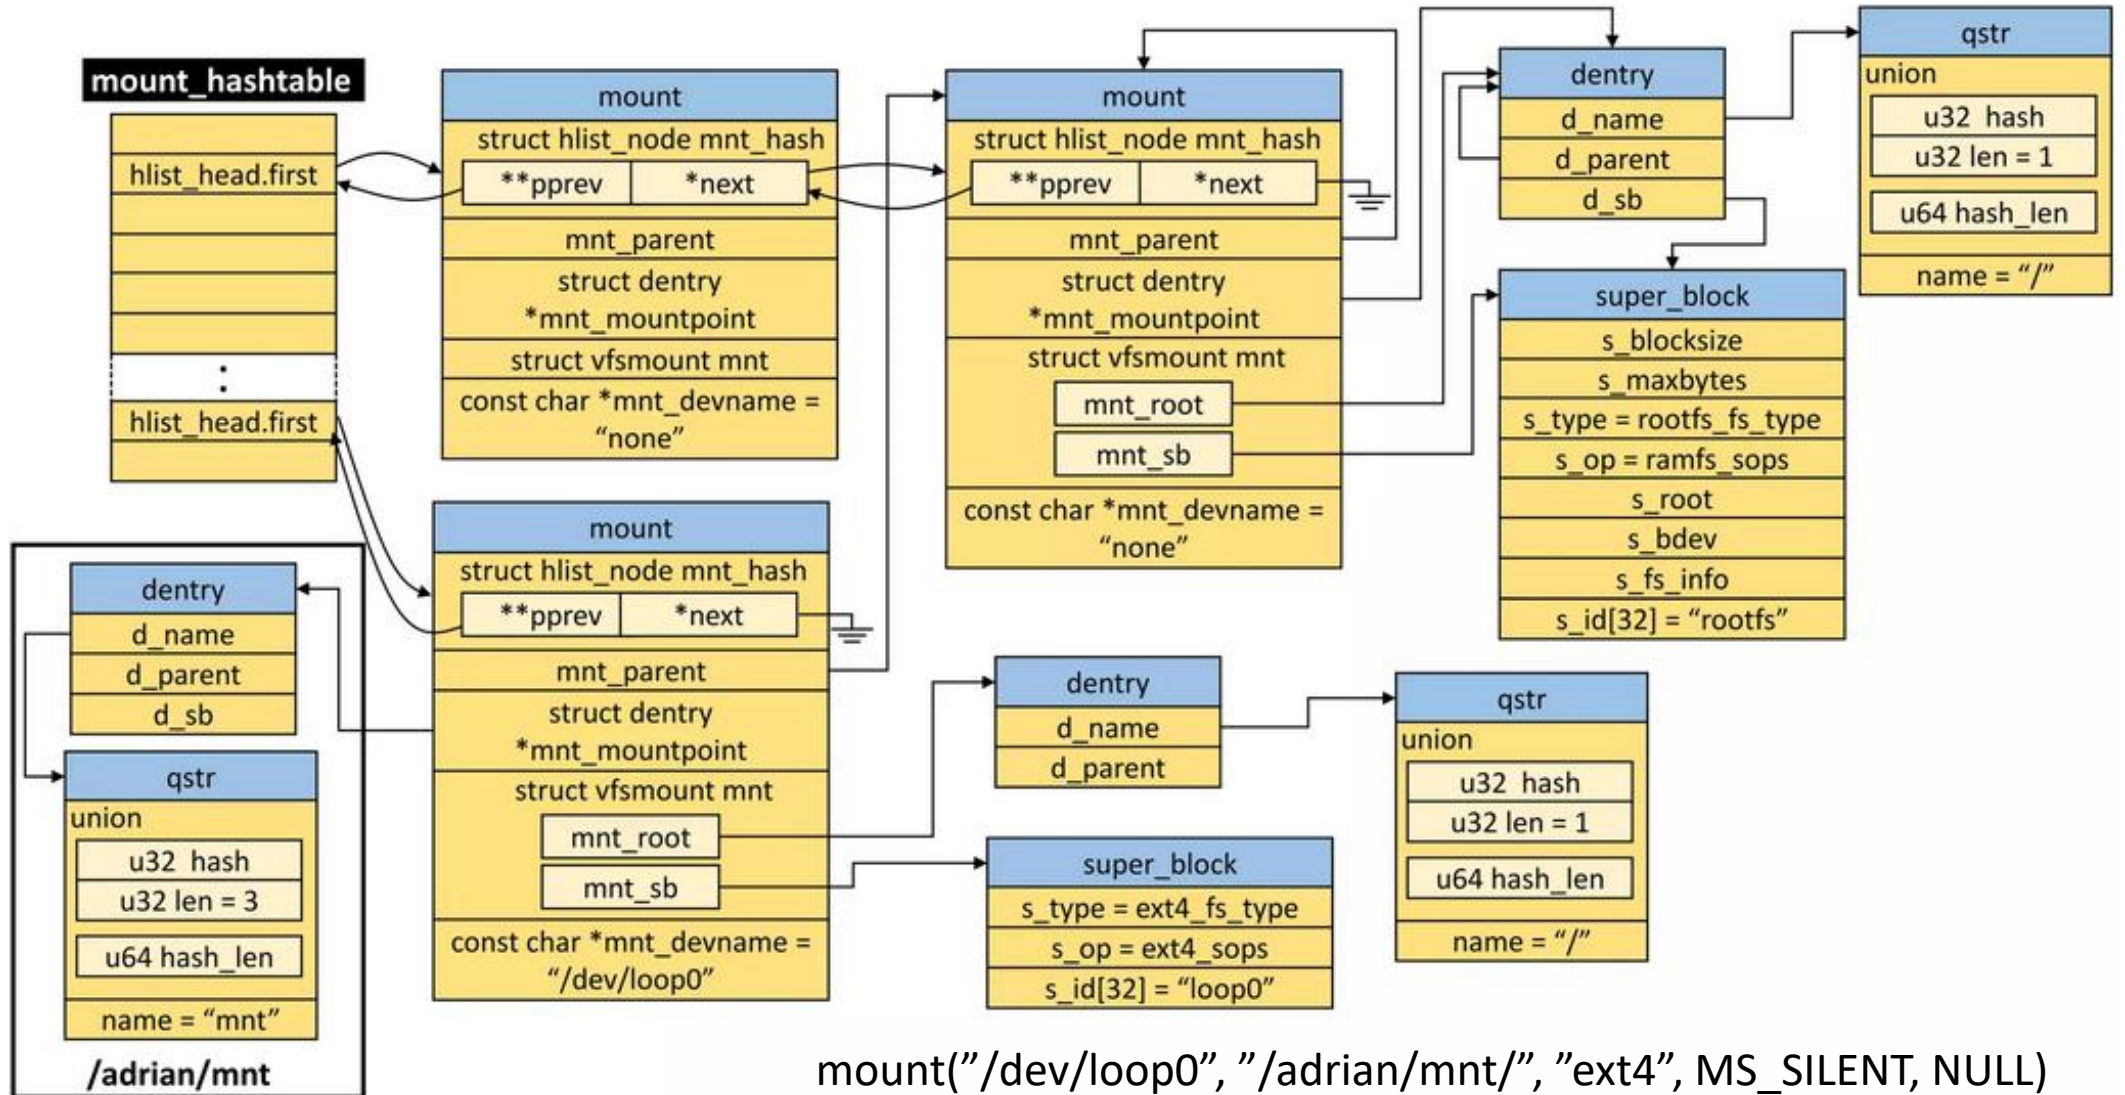 mount_hashtable
hlist_head.first
:
hlist_head.first
mount
struct hlist_node mnt_hash
**pprev
*next
mnt_parent
struct dentry
*mnt_mountpoint
struct vfsmount mnt
const char *mnt_devname =
“none”
mount
struct hlist_node mnt_hash
**pprev
*next
mnt_parent
struct dentry
*mnt_mountpoint
struct vfsmount mnt
mnt_root
mnt_sb
const char *mnt_devname =
“none”
dentry
d_name
d_parent
d_sb
qstr
union
u32 hash
u32 len = 1
u64 hash_len
name = “/”
super_block
s_blocksize
s_maxbytes
s_type = rootfs_fs_type
s_op = ramfs_sops
s_root
s_bdev
s_fs_info
s_id[32] = “rootfs”
dentry
d_name
d_parent
d_sb
qstr
union
u32 hash
u32 len = 3
u64 hash_len
name = “mnt”
/adrian/mnt
mount
struct hlist_node mnt_hash
**pprev
*next
mnt_parent
struct dentry
*mnt_mountpoint
struct vfsmount mnt
mnt_root
mnt_sb
const char *mnt_devname =
“/dev/loop0”
dentry
d_name
d_parent
super_block
s_type = ext4_fs_type
s_op = ext4_sops
s_id[32] = “loop0”
qstr
union
u32 hash
u32 len = 1
u64 hash_len
name = “/”
mount(”/dev/loop0”, ”/adrian/mnt/”, ”ext4”, MS_SILENT, NULL)